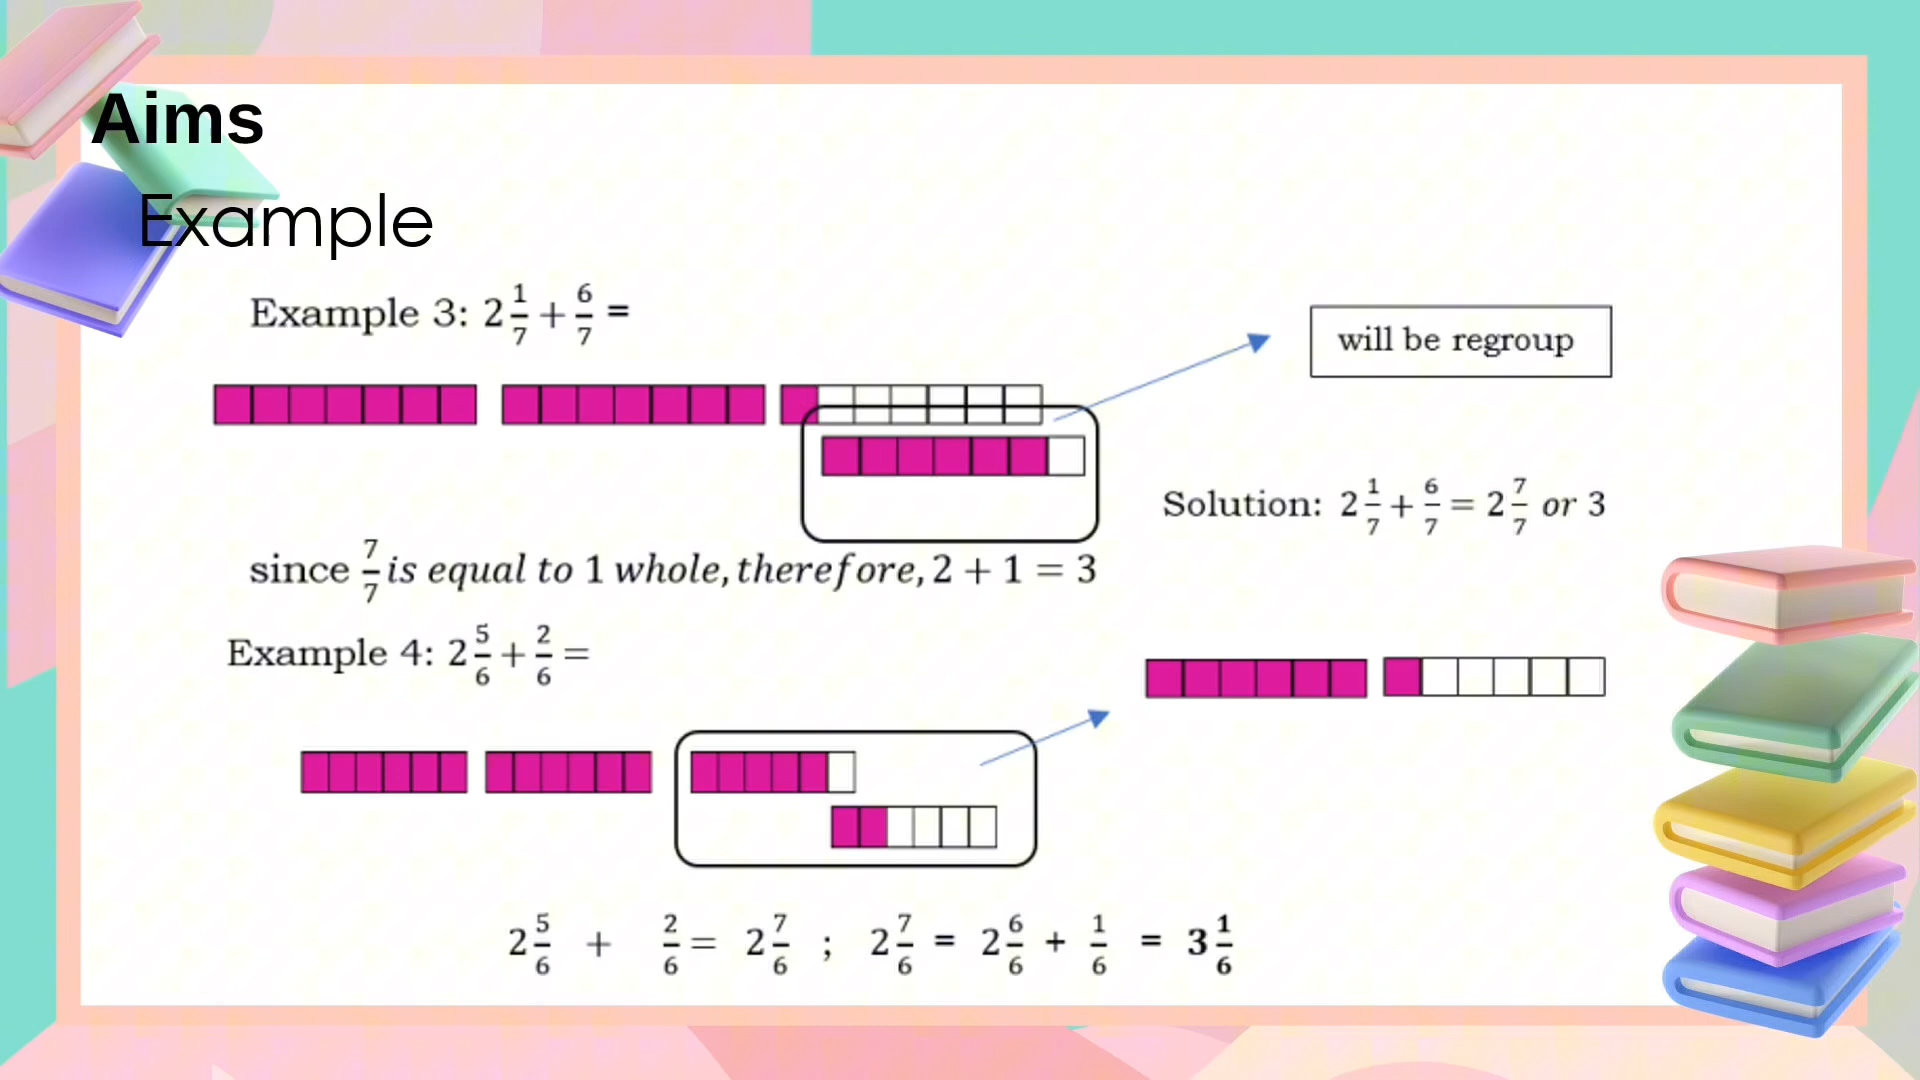 Aims
Example
Example 3: 2 1/7 + 6/7 =
will be regroup
Solution: 2 1/7 + 6/7 = 2 7/7 or 3
since 7/7 is equal to 1 whole, therefore, 2 + 1 = 3
Example 4: 2 5/6 + 2/6 =
2 5/6 + 2/6 = 2 7/6 ; 2 7/6 = 2 6/6 + 1/6 = 3 1/6